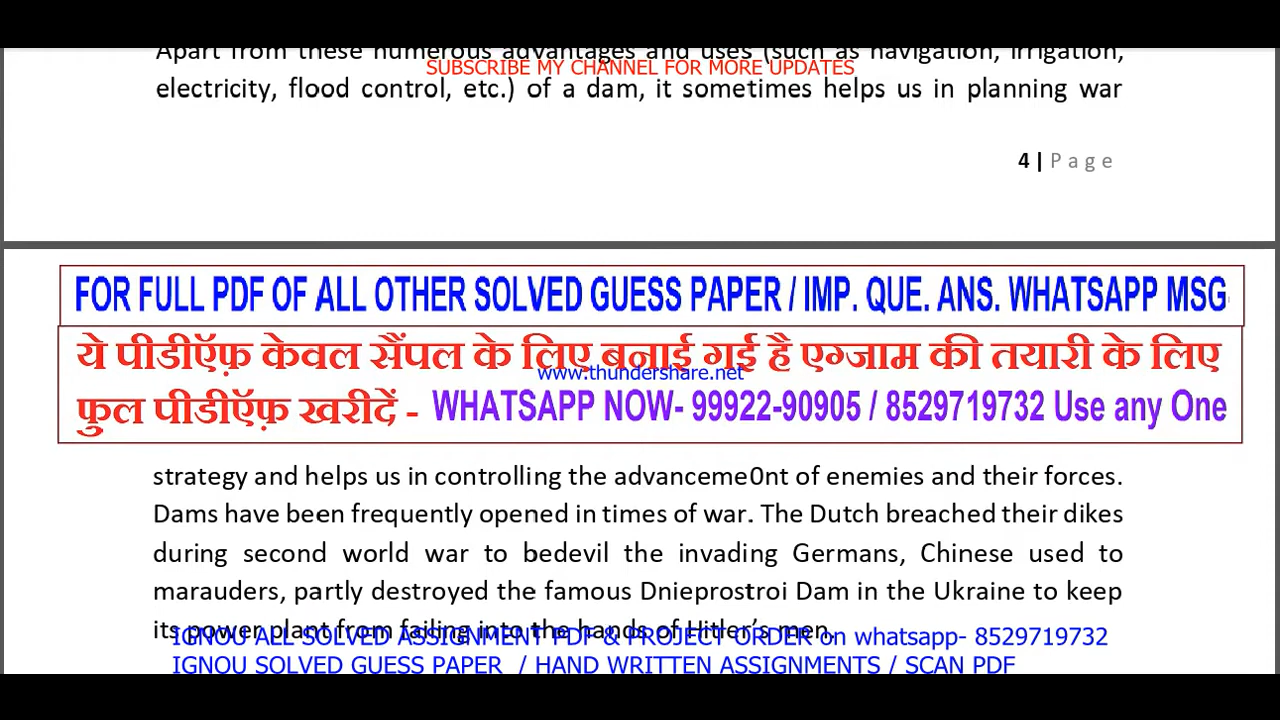 Apart from these numerous advantages and uses (such as navigation, irrigation,
SUBSCRIBE MY CHANNEL FOR MORE UPDATES
electricity, flood control, etc.) of a dam, it sometimes helps us in planning war
4 | Page
FOR FULL PDF OF ALL OTHER SOLVED GUESS PAPER / IMP. QUE. ANS. WHATSAPP MSG
ये पीडीऍफ़ केवल सैंपल के लिए बनाई गई है एग्जाम की तयारी के लिए
www.thundershare.net
फुल पीडीऍफ़ खरीदें - WHATSAPP NOW- 99922-90905 / 8529719732 Use any One
strategy and helps us in controlling the advanceme0nt of enemies and their forces.
Dams have been frequently opened in times of war. The Dutch breached their dikes
during second world war to bedevil the invading Germans, Chinese used to
marauders, partly destroyed the famous Dnieprostroi Dam in the Ukraine to keep
its power plant from failing into the hands of Hitler's men.
IGNOU ALL SOLVED ASSIGNMENT PDF & PROJECT ORDER on whatsapp- 8529719732
IGNOU SOLVED GUESS PAPER / HAND WRITTEN ASSIGNMENTS / SCAN PDF